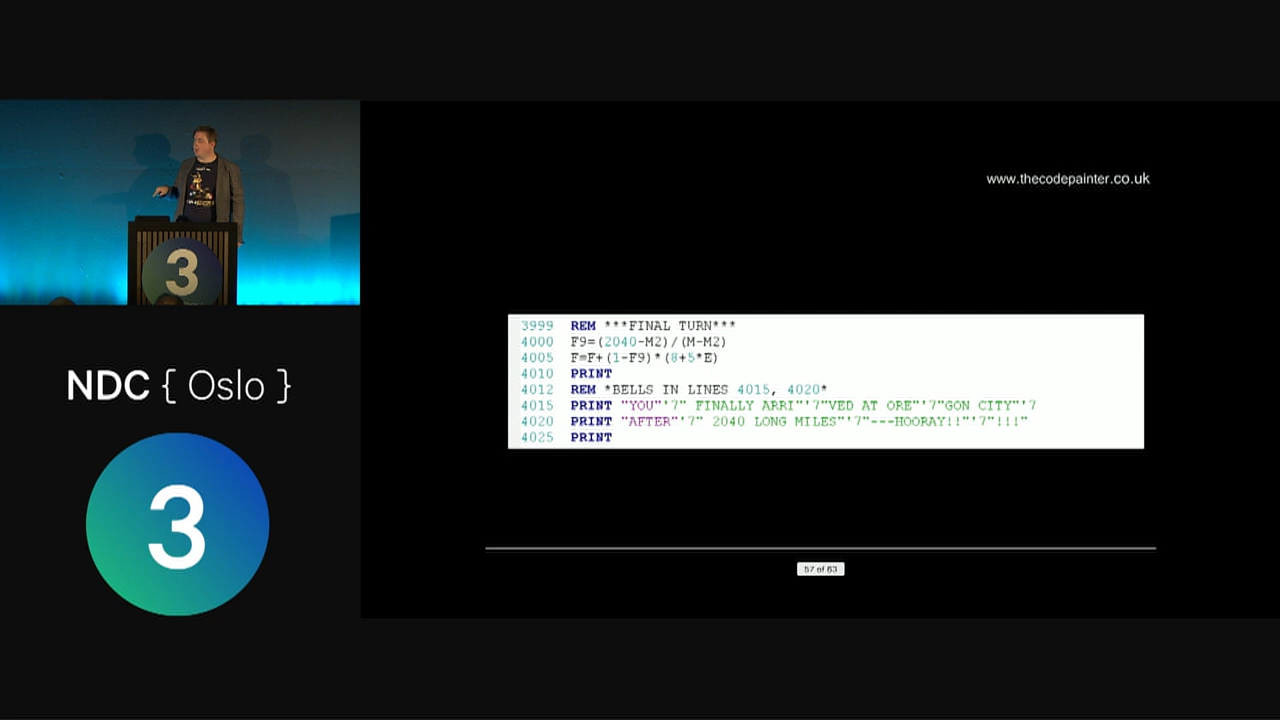 www.thecodepainter.co.uk
3999 REM ***FINAL TURN***
4000 F9=(2040-M2)/(M-M2)
4005 F=F+(1-F9)*(8+5*E)
4010 PRINT
4012 REM *BELLS IN LINES 4015, 4020*
4015 PRINT "YOU"'7" FINALLY ARRI"'7"VED AT ORE"'7"GON CITY"'7
4020 PRINT "AFTER"'7" 2040 LONG MILES"'7"---HOORAY!!"'7"!!!"
4025 PRINT
57 of 63
3
NDC { Oslo }
3